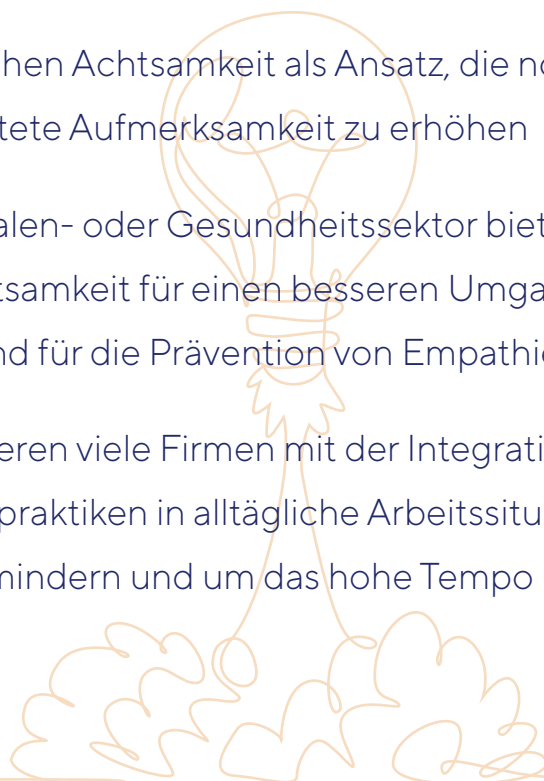 hen Achtsamkeit als Ansatz, die no
tete Aufmerksamkeit zu erhöhen
alen- oder Gesundheitssektor biet
tsamkeit für einen besseren Umga
nd für die Prävention von Empathie
eren viele Firmen mit der Integrati
praktiken in alltägliche Arbeitssitu
mindern und um das hohe Tempo